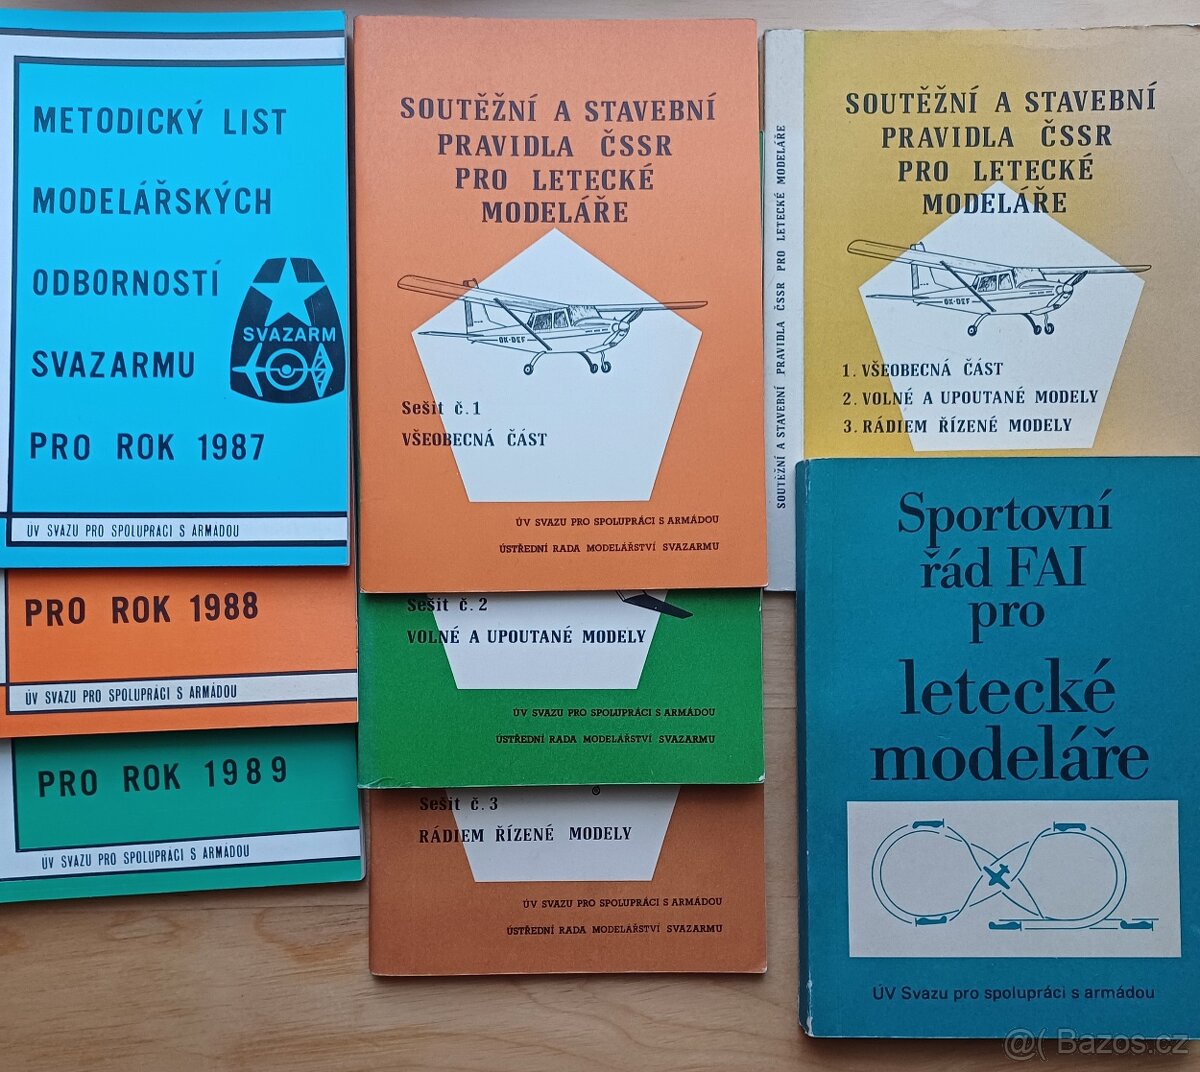 METODICKÝ LIST
MODELÁŘSKÝCH
ODBORNOSTÍ
SVAZARMU
PRO ROK 1987
SVAZARM
ÚV SVAZU PRO SPOLUPRÁCI S ARMÁDOU
PRO ROK 1988
ÚV SVAZU PRO SPOLUPRÁCI S ARMÁDOU
PRO ROK 1989
ÚV SVAZU PRO SPOLUPRÁCI S ARMÁDOU
SOUTĚŽNÍ A STAVEBNÍ
PRAVIDLA ČSSR
PRO LETECKÉ
MODELÁŘE
OK-DEF
Sešit č.1
VŠEOBECNÁ ČÁST
ÚV SVAZU PRO SPOLUPRÁCI S ARMÁDOU
ÚSTŘEDNÍ RADA MODELÁŘSTVÍ SVAZARMU
Sešit č.2
VOLNÉ A UPOUTANÉ MODELY
ÚV SVAZU PRO SPOLUPRÁCI S ARMÁDOU
ÚSTŘEDNÍ RADA MODELÁŘSTVÍ SVAZARMU
Sešit č.3
RÁDIEM ŘÍZENÉ MODELY
ÚV SVAZU PRO SPOLUPRÁCI S ARMÁDOU
ÚSTŘEDNÍ RADA MODELÁŘSTVÍ SVAZARMU
SOUTĚŽNÍ A STAVEBNÍ PRAVIDLA ČSSR PRO LETECKÉ MODELÁŘE
SOUTĚŽNÍ A STAVEBNÍ
PRAVIDLA ČSSR
PRO LETECKÉ
MODELÁŘE
OK-DEF
1. VŠEOBECNÁ ČÁST
2. VOLNÉ A UPOUTANÉ MODELY
3. RÁDIEM ŘÍZENÉ MODELY
Sportovní
řád FAI
pro
letecké
modeláře
ÚV Svazu pro spolupráci s armádou
@( Bazoš.cz